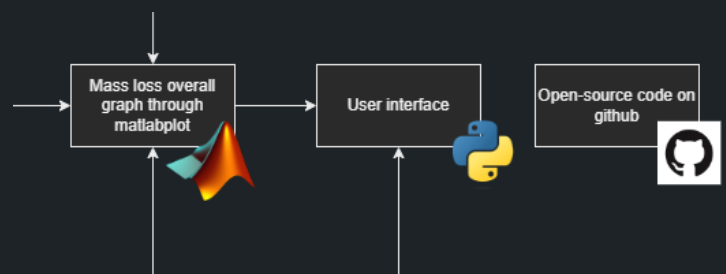 Mass loss overall
graph through
matlabplot
User interface
Open-source code on
github